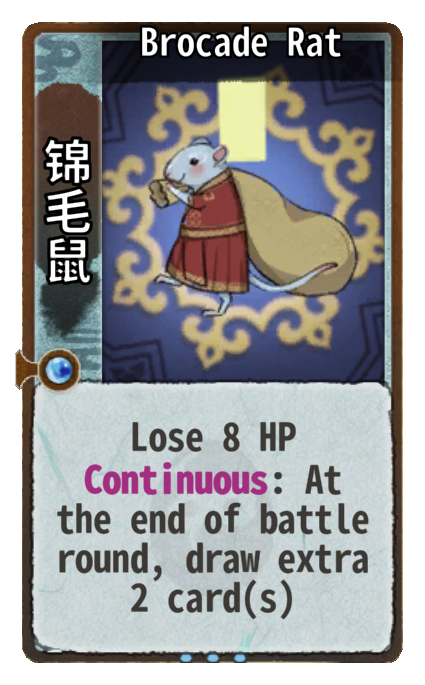 Brocade Rat
锦毛鼠
Lose 8 HP
Continuous: At
the end of battle
round, draw extra
2 card(s)